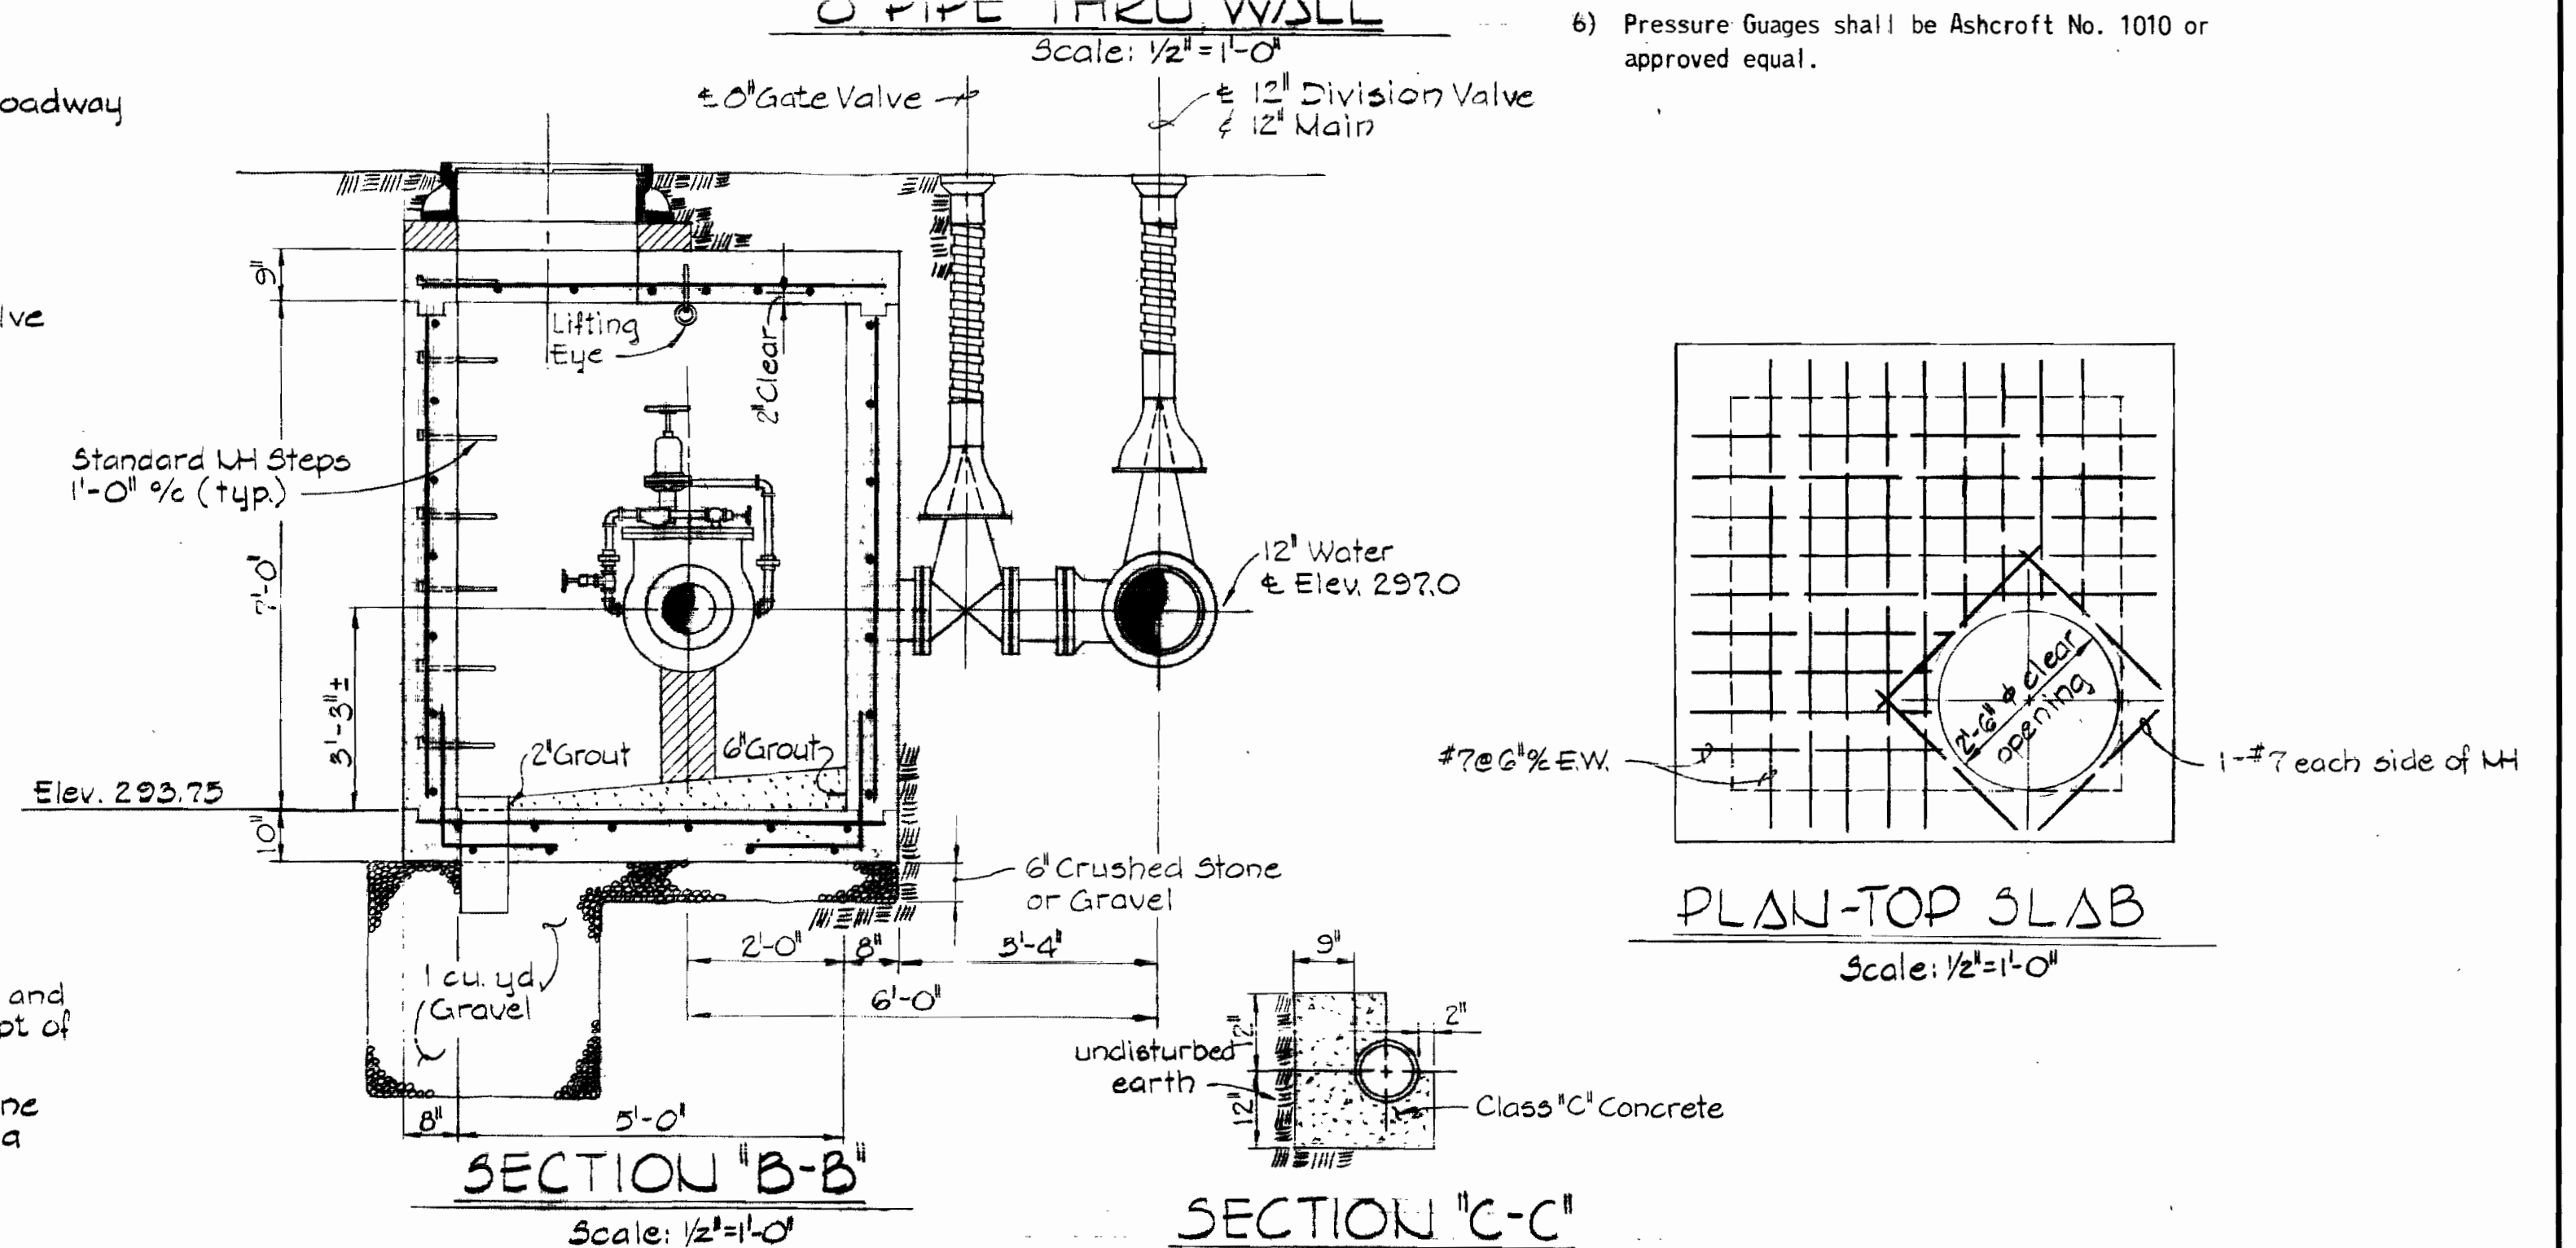 8" PIPE THRU WALL
Scale: 1/2"=1'-0"
6) Pressure Guages shall be Ashcroft No. 1010 or
approved equal.
oadway
lve
and
pt of
ne
a
℄ 8" Gate Valve
℄ 12" Division Valve
& 12" Main
9"
Lifting
Eye
2" Clear
Standard MH Steps
1'-0" o/c (typ.)
7'-0"
3'-3"±
12" Water
℄ Elev. 297.0
2" Grout
6" Grout
Elev. 293.75
10"
6" Crushed Stone
or Gravel
2'-0"
8"
3'-4"
6'-0"
1 cu. yd.
Gravel
8"
5'-0"
SECTION "B-B"
Scale: 1/2"=1'-0"
9"
12"
2"
undisturbed
earth
12"
Class "C" Concrete
SECTION "C-C"
2'-6" ϕ clear
opening
#7@6" o/c E.W.
1-#7 each side of MH
PLAN-TOP SLAB
Scale: 1/2"=1'-0"